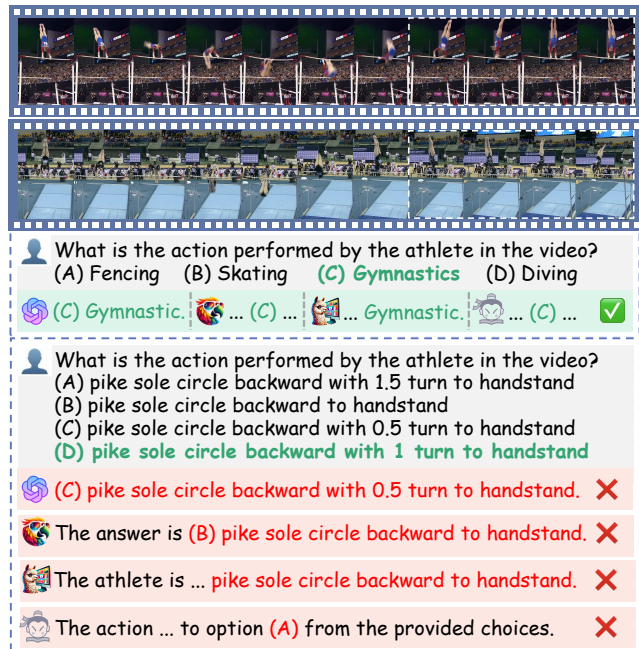 What is the action performed by the athlete in the video?
(A) Fencing (B) Skating (C) Gymnastics (D) Diving
(C) Gymnastic. ... (C) ... ... Gymnastic. ... (C) ...
What is the action performed by the athlete in the video?
(A) pike sole circle backward with 1.5 turn to handstand
(B) pike sole circle backward to handstand
(C) pike sole circle backward with 0.5 turn to handstand
(D) pike sole circle backward with 1 turn to handstand
(C) pike sole circle backward with 0.5 turn to handstand.
The answer is (B) pike sole circle backward to handstand.
The athlete is ... pike sole circle backward to handstand.
The action ... to option (A) from the provided choices.